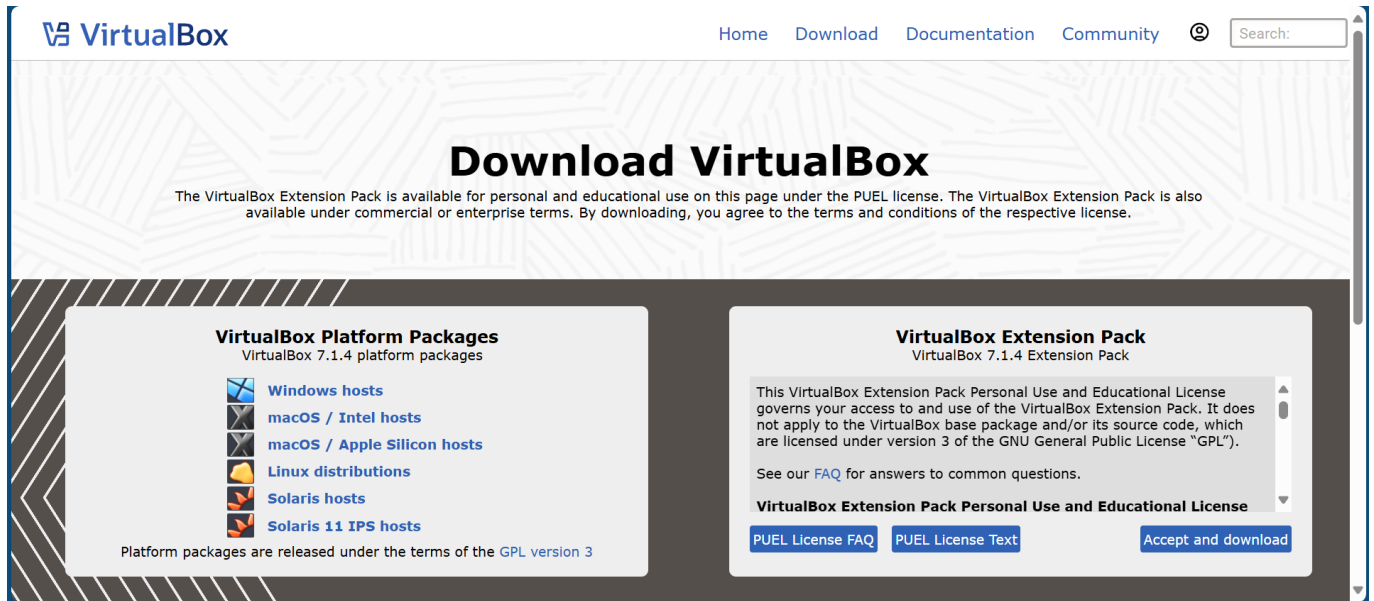 VirtualBox
Home Download Documentation Community Search:
Download VirtualBox
The VirtualBox Extension Pack is available for personal and educational use on this page under the PUEL license. The VirtualBox Extension Pack is also
available under commercial or enterprise terms. By downloading, you agree to the terms and conditions of the respective license.
VirtualBox Platform Packages
VirtualBox 7.1.4 platform packages
Windows hosts
macOS / Intel hosts
macOS / Apple Silicon hosts
Linux distributions
Solaris hosts
Solaris 11 IPS hosts
Platform packages are released under the terms of the GPL version 3
VirtualBox Extension Pack
VirtualBox 7.1.4 Extension Pack
This VirtualBox Extension Pack Personal Use and Educational License
governs your access to and use of the VirtualBox Extension Pack. It does
not apply to the VirtualBox base package and/or its source code, which
are licensed under version 3 of the GNU General Public License “GPL”).
See our FAQ for answers to common questions.
VirtualBox Extension Pack Personal Use and Educational License
PUEL License FAQ PUEL License Text Accept and download